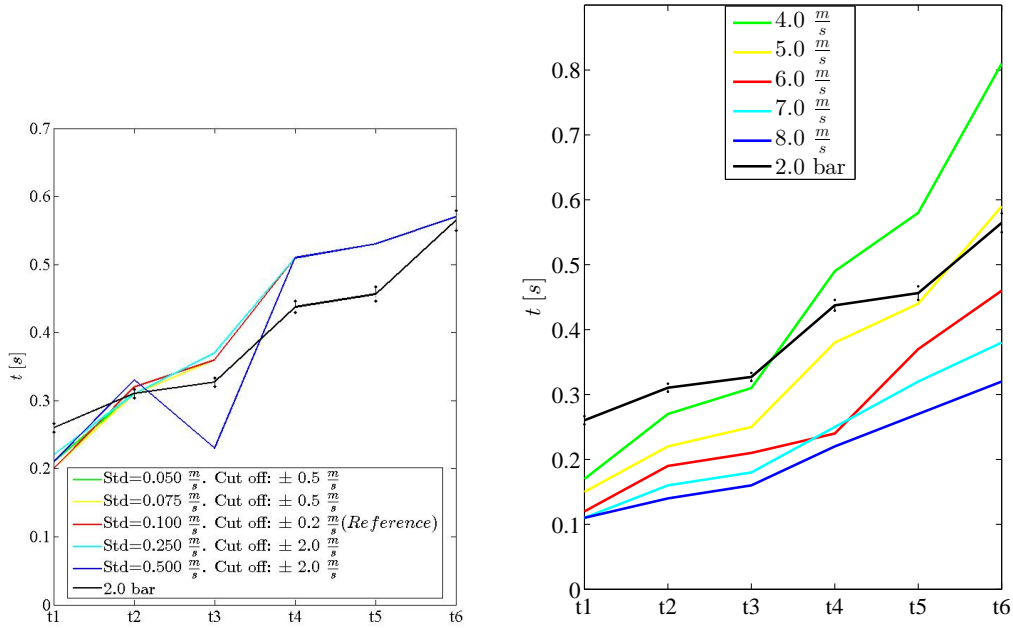 0.7
0.6
0.5
0.4
0.3
0.2
0.1
0
t [s]
t1 t2 t3 t4 t5 t6
Std=0.050 m/s. Cut off: ± 0.5 m/s
Std=0.075 m/s. Cut off: ± 0.5 m/s
Std=0.100 m/s. Cut off: ± 0.2 m/s(Reference)
Std=0.250 m/s. Cut off: ± 2.0 m/s
Std=0.500 m/s. Cut off: ± 2.0 m/s
2.0 bar
0.8
0.7
0.6
0.5
0.4
0.3
0.2
0.1
0
t [s]
t1 t2 t3 t4 t5 t6
4.0 m/s
5.0 m/s
6.0 m/s
7.0 m/s
8.0 m/s
2.0 bar